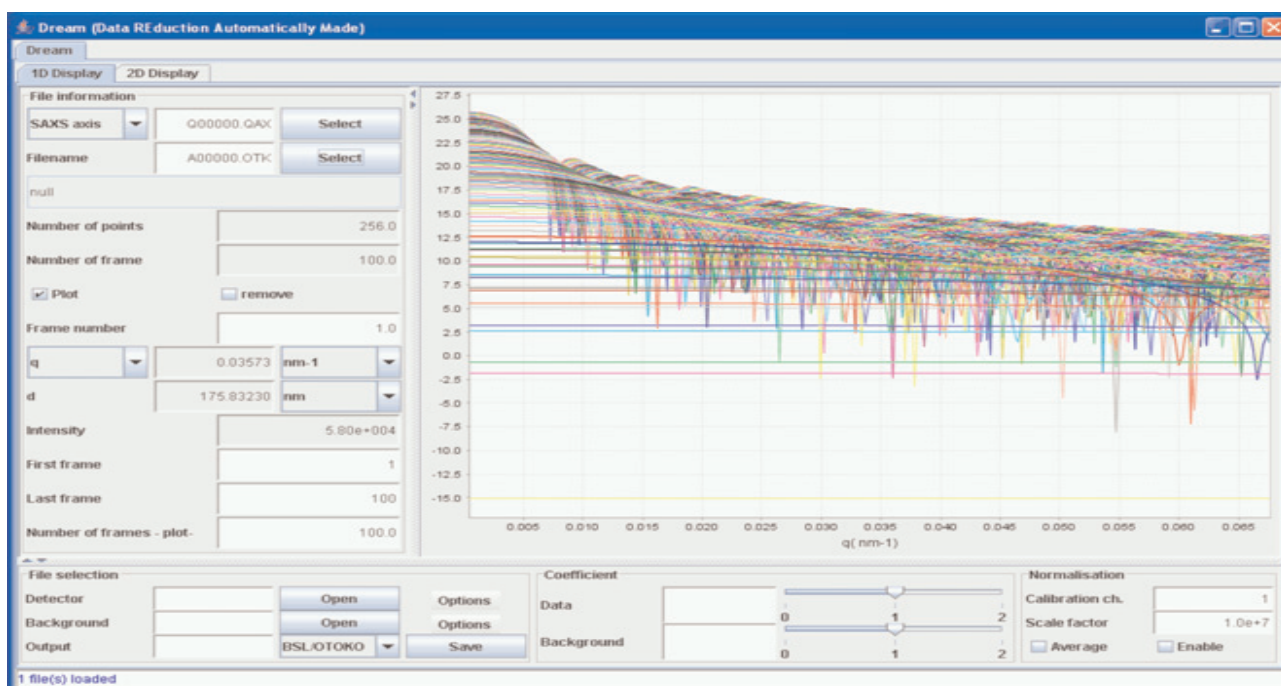 Dream (Data REduction Automatically Made)
Dream
1D Display 2D Display
File information
SAXS axis Q00000.QAX Select
Filename A00000.OTK Select
null
Number of points 256.0
Number of frame 100.0
Plot remove
Frame number 1.0
q 0.03573 nm-1
d 175.83230 nm
Intensity 5.80e+004
First frame 1
Last frame 100
Number of frames - plot- 100.0
27.5
25.0
22.5
20.0
17.5
15.0
12.5
10.0
7.5
5.0
2.5
0.0
-2.5
-5.0
-7.5
-10.0
-12.5
-15.0
0.005 0.010 0.015 0.020 0.025 0.030 0.035 0.040 0.045 0.050 0.055 0.060 0.065
q( nm-1)
File selection
Detector Open Options
Background Open Options
Output BSL/OTOKO Save
Coefficient
Data
0 1 2
Background
0 1 2
Normalisation
Calibration ch. 1
Scale factor 1.0e+7
Average Enable
1 file(s) loaded